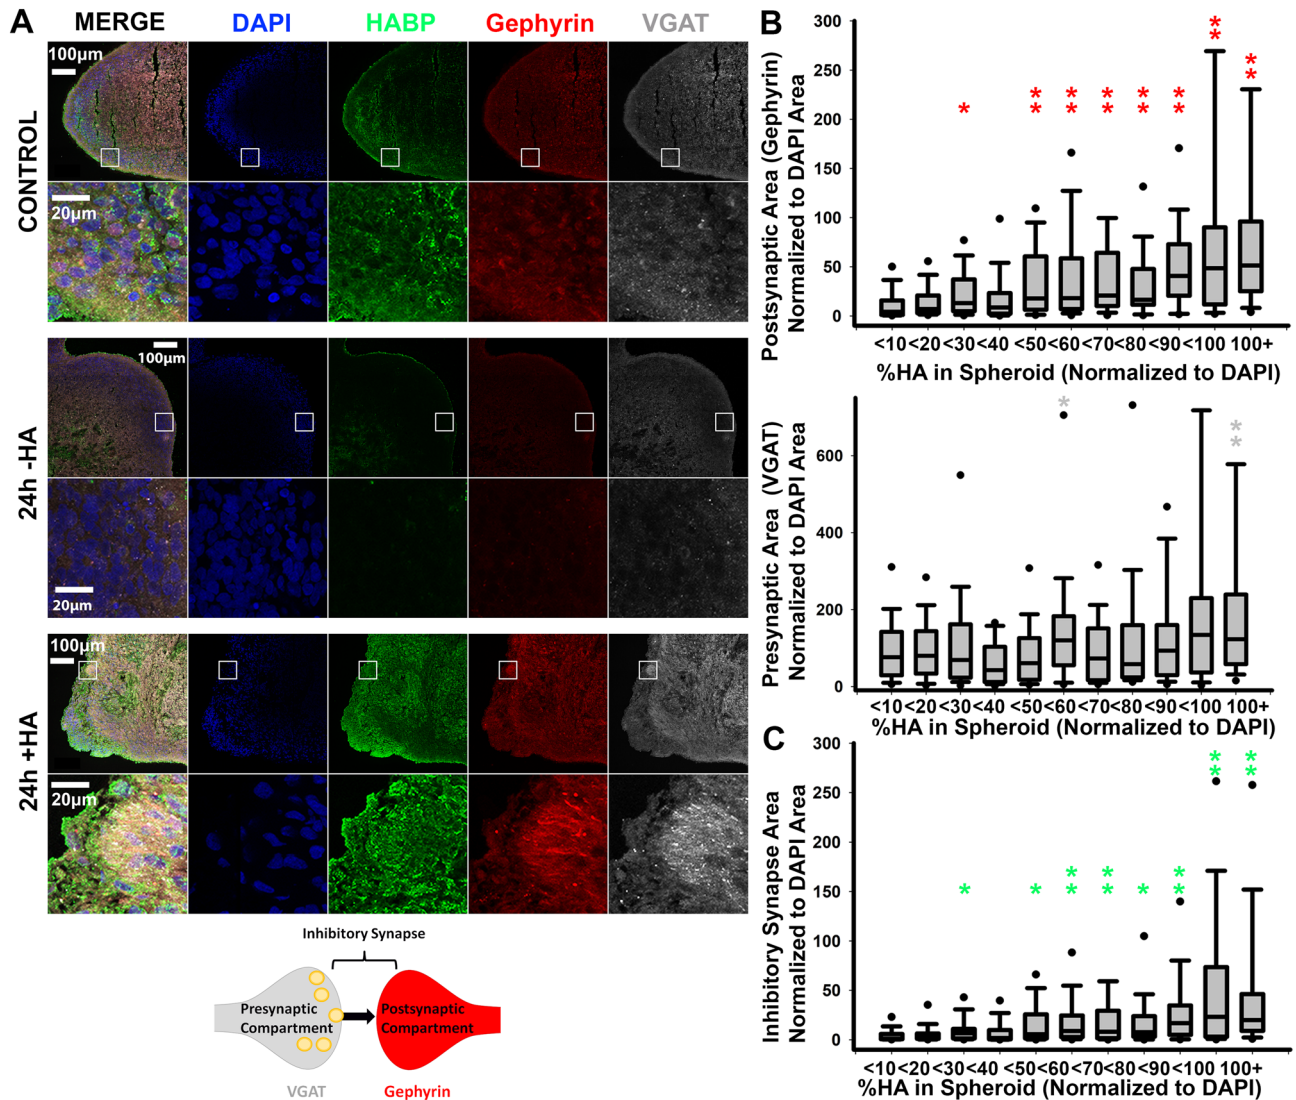 A
MERGE DAPI HABP Gephyrin VGAT
CONTROL
100µm
20µm
24h -HA
100µm
20µm
24h +HA
100µm
20µm
Inhibitory Synapse
Presynaptic
Compartment
Postsynaptic
Compartment
VGAT
Gephyrin
B
Postsynaptic Area (Gephyrin)
Normalized to DAPI Area
300
250
200
150
100
50
0
* ** ** ** ** ** ** **
<10 <20 <30 <40 <50 <60 <70 <80 <90 <100 100+
%HA in Spheroid (Normalized to DAPI)
Presynaptic Area (VGAT)
Normalized to DAPI Area
600
400
200
0
* **
<10 <20 <30 <40 <50 <60 <70 <80 <90 <100 100+
%HA in Spheroid (Normalized to DAPI)
C
Inhibitory Synapse Area
Normalized to DAPI Area
300
250
200
150
100
50
0
* * ** ** * ** ** **
<10 <20 <30 <40 <50 <60 <70 <80 <90 <100 100+
%HA in Spheroid (Normalized to DAPI)